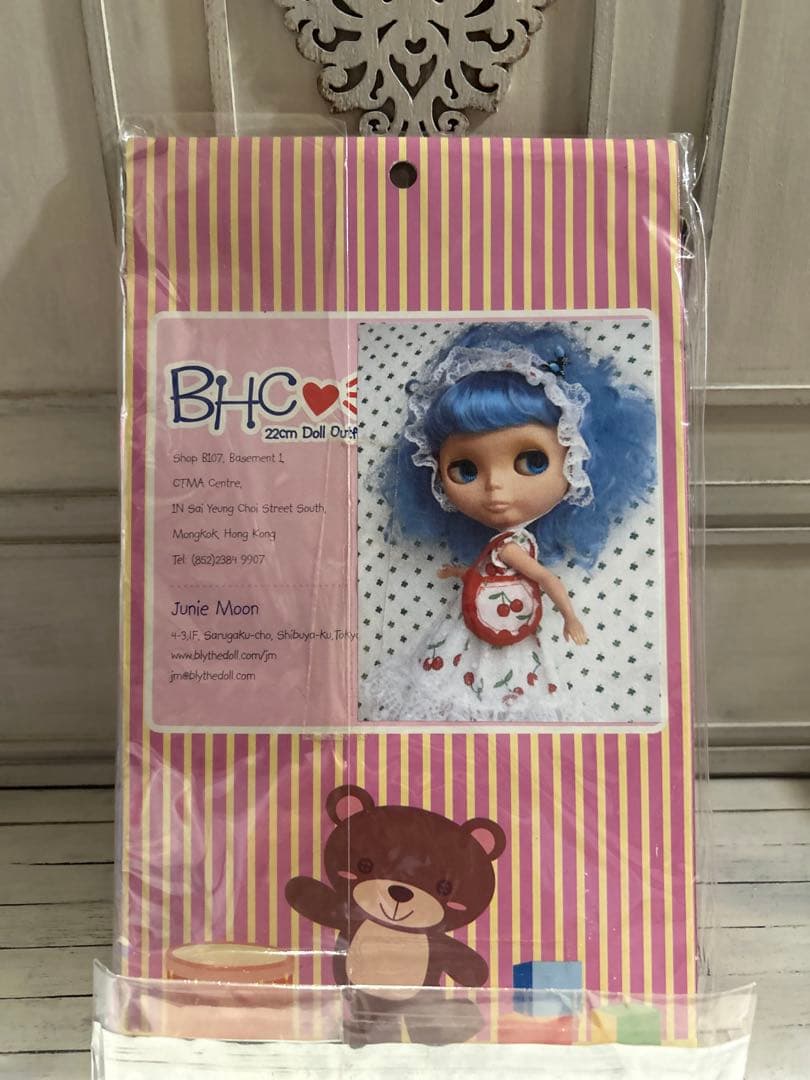 BHC
22cm Doll Outf
Shop B107, Basement 1,
CTMA Centre,
1N Sai Yeung Choi Street South,
Mongkok, Hong Kong
Tel: (852)2384 9907
Junie Moon
4-3,1F, Sarugaku-cho, Shibuya-ku,Tokyo
www.blythedoll.com/jm
jm@blythedoll.com